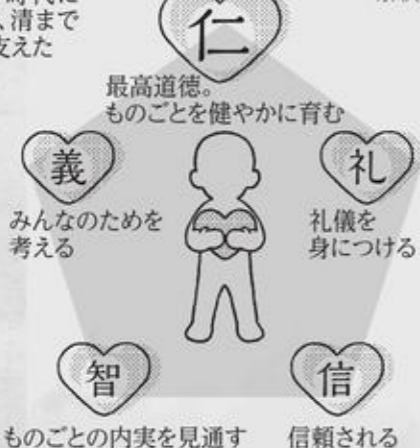 、清まで
支えた
仁
最高道徳。
ものごとを健やかに育む
義
礼
みんなのためを
考える
礼儀を
身につける
智
信
ものごとの内実を見通す
信頼される